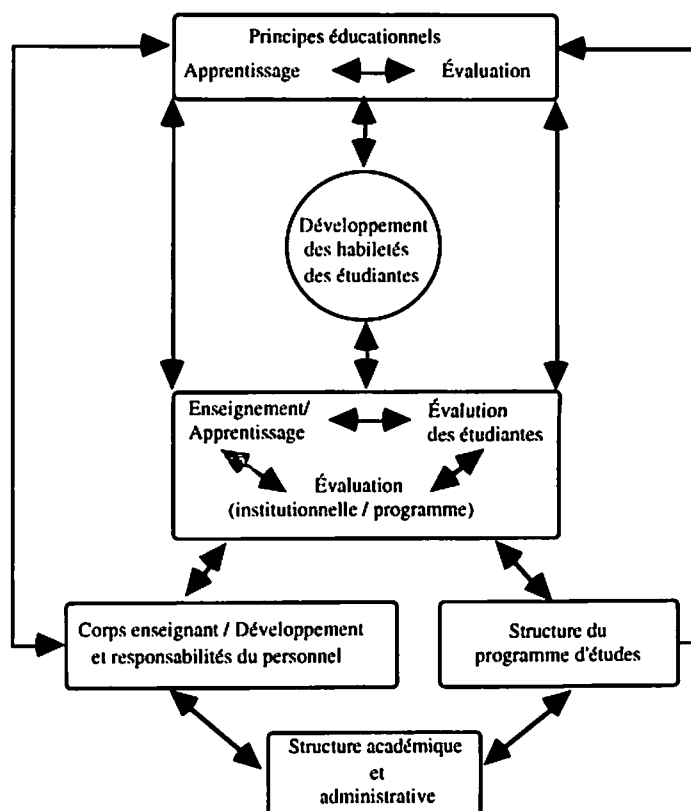 Principes éducationnels
Apprentissage Évaluation
Développement
des habiletés
des étudiantes
Enseignement/
Apprentissage
Évalution
des étudiantes
Évaluation
(institutionnelle / programme)
Corps enseignant / Développement
et responsabilités du personnel
Structure du
programme d'études
Structure académique
et
administrative